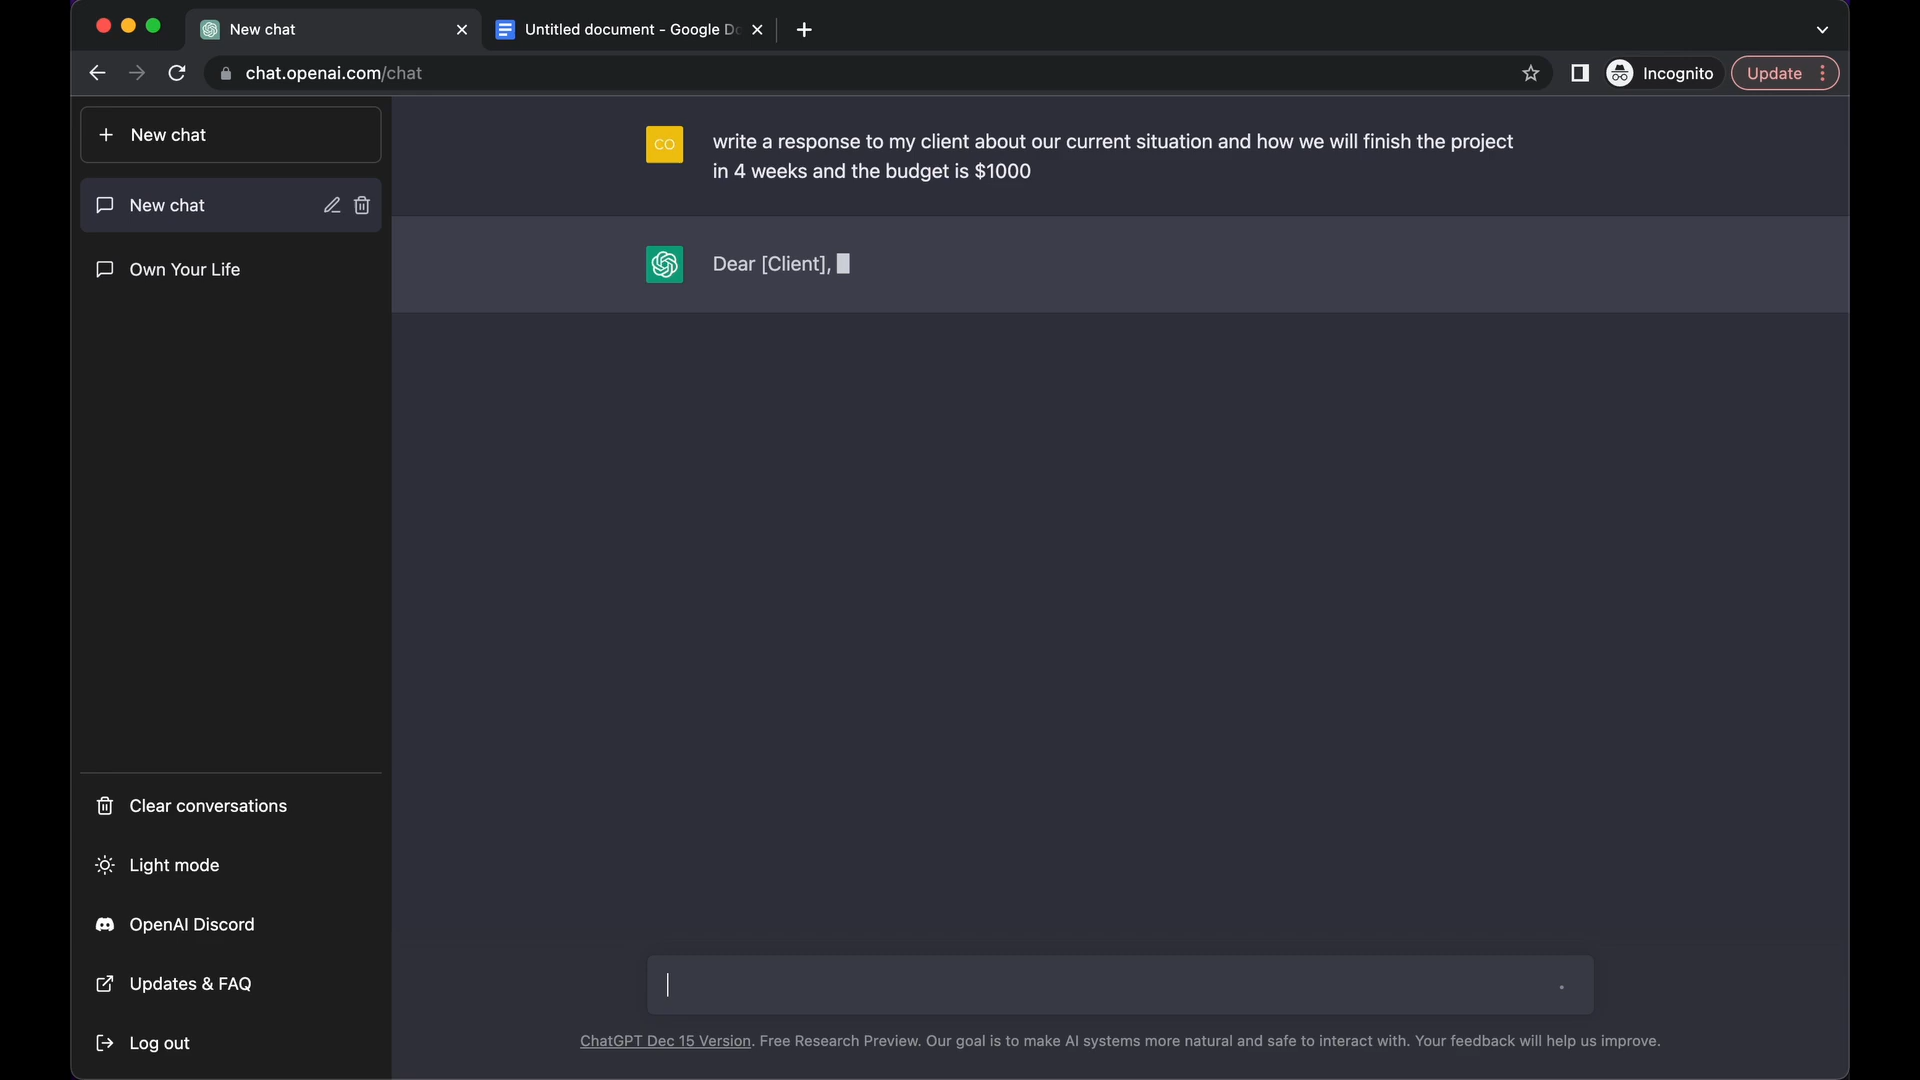 New chat
Untitled document - Google Do
chat.openai.com/chat
Incognito
Update
New chat
New chat
Own Your Life
CO
write a response to my client about our current situation and how we will finish the project
in 4 weeks and the budget is $1000
Dear [Client],
Clear conversations
Light mode
OpenAI Discord
Updates & FAQ
Log out
ChatGPT Dec 15 Version. Free Research Preview. Our goal is to make AI systems more natural and safe to interact with. Your feedback will help us improve.